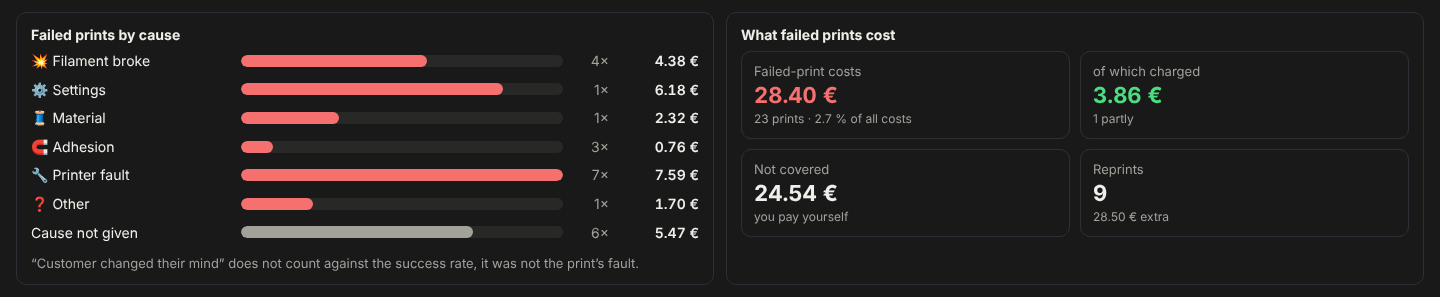 Failed prints by cause
💥 Filament broke 4× 4.38 €
⚙️ Settings 1× 6.18 €
🧵 Material 1× 2.32 €
🧲 Adhesion 3× 0.76 €
🔧 Printer fault 7× 7.59 €
❓ Other 1× 1.70 €
Cause not given 6× 5.47 €
“Customer changed their mind” does not count against the success rate, it was not the print’s fault.
What failed prints cost
Failed-print costs
28.40 €
23 prints · 2.7 % of all costs
of which charged
3.86 €
1 partly
Not covered
24.54 €
you pay yourself
Reprints
9
28.50 € extra